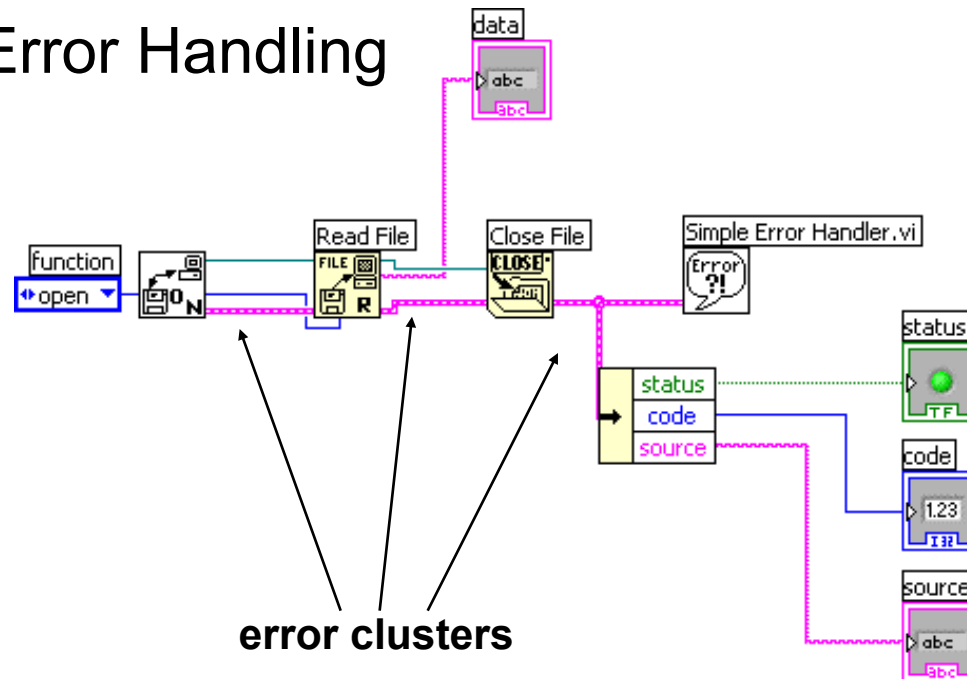 Error Handling
data
abc
abc
function
open
O
N
Read File
FILE
R
Close File
CLOSE
Simple Error Handler.vi
Error
?!
status
code
source
status
TF
code
1.23
I32
source
abc
abc
error clusters